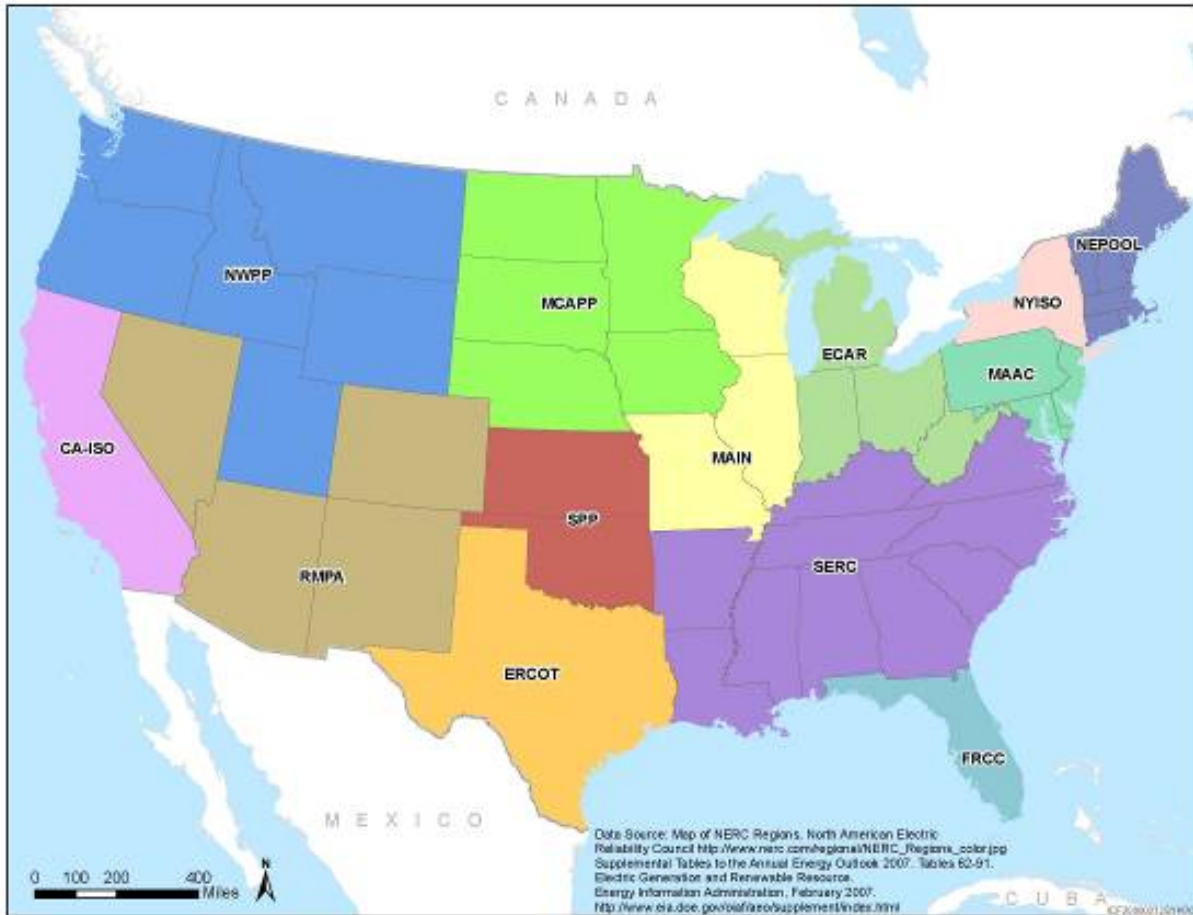 C A N A D A
NEPOOL
NWPP
NYISO
MCAPP
ECAR
MAAC
CA-ISO
MAIN
SPP
SERC
RMPA
ERCOT
FRCC
M E X I C O
Data Source: Map of NERC Regions, North American Electric
Reliability Council http://www.nerc.com/regional/NERC_Regions_color.jpg
Supplemental Tables to the Annual Energy Outlook 2007. Tables 62-91.
Electric Generation and Renewable Resource.
Energy Information Administration, February 2007.
http://www.eia.doe.gov/oiaf/aeo/supplement/index.html
N
0 100 200 400
Miles
C U B A